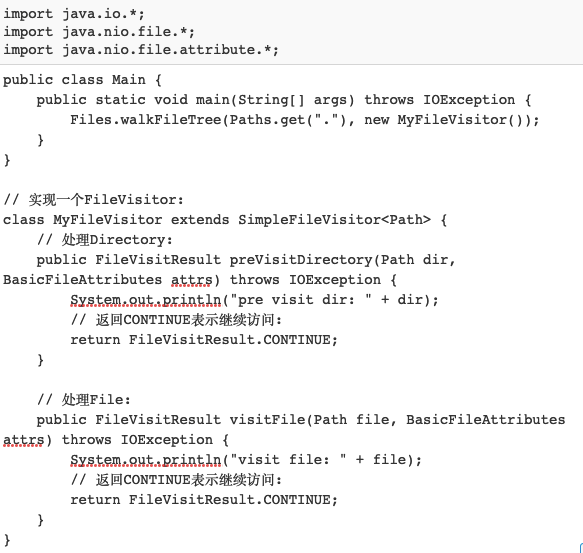 import java.io.*;
import java.nio.file.*;
import java.nio.file.attribute.*;
public class Main {
    public static void main(String[] args) throws IOException {
        Files.walkFileTree(Paths.get("."), new MyFileVisitor());
    }
}
// 实现一个FileVisitor:
class MyFileVisitor extends SimpleFileVisitor<Path> {
    // 处理Directory:
    public FileVisitResult preVisitDirectory(Path dir,
BasicFileAttributes attrs) throws IOException {
        System.out.println("pre visit dir: " + dir);
        // 返回CONTINUE表示继续访问:
        return FileVisitResult.CONTINUE;
    }
    // 处理File:
    public FileVisitResult visitFile(Path file, BasicFileAttributes
attrs) throws IOException {
        System.out.println("visit file: " + file);
        // 返回CONTINUE表示继续访问:
        return FileVisitResult.CONTINUE;
    }
}